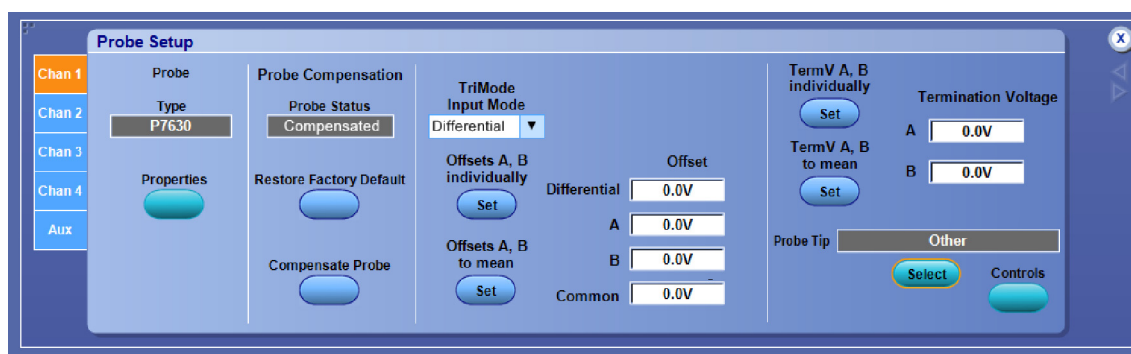 Probe Setup
X
Chan 1
Chan 2
Chan 3
Chan 4
Aux
Probe
Type
P7630
Properties
Probe Compensation
Probe Status
Compensated
Restore Factory Default
Compensate Probe
TriMode
Input Mode
Differential
Offsets A, B
individually
Set
Offsets A, B
to mean
Set
Offset
Differential 0.0V
A 0.0V
B 0.0V
Common 0.0V
TermV A, B
individually
Set
TermV A, B
to mean
Set
Termination Voltage
A 0.0V
B 0.0V
Probe Tip Other
Select
Controls